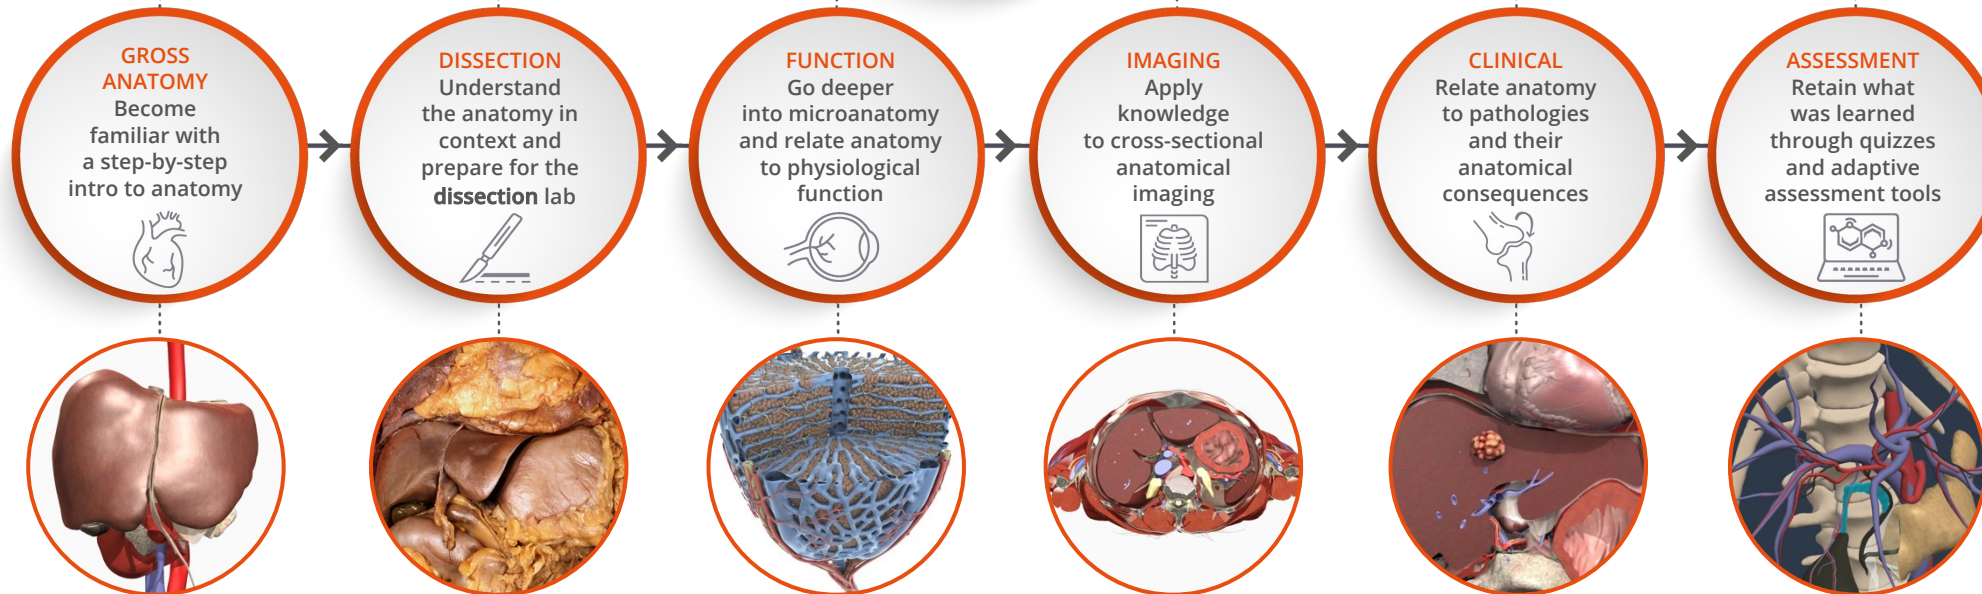 GROSS
ANATOMY
Become
familiar with
a step-by-step
intro to anatomy
DISSECTION
Understand
the anatomy in
context and
prepare for the
dissection lab
FUNCTION
Go deeper
into microanatomy
and relate anatomy
to physiological
function
IMAGING
Apply
knowledge
to cross-sectional
anatomical
imaging
CLINICAL
Relate anatomy
to pathologies
and their
anatomical
consequences
ASSESSMENT
Retain what
was learned
through quizzes
and adaptive
assessment tools